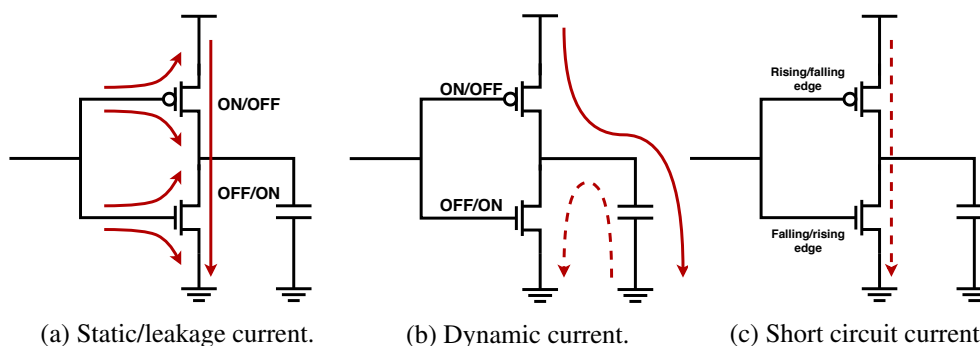 ON/OFF
OFF/ON
ON/OFF
OFF/ON
Rising/falling
edge
Falling/rising
edge
(a) Static/leakage current.
(b) Dynamic current.
(c) Short circuit current